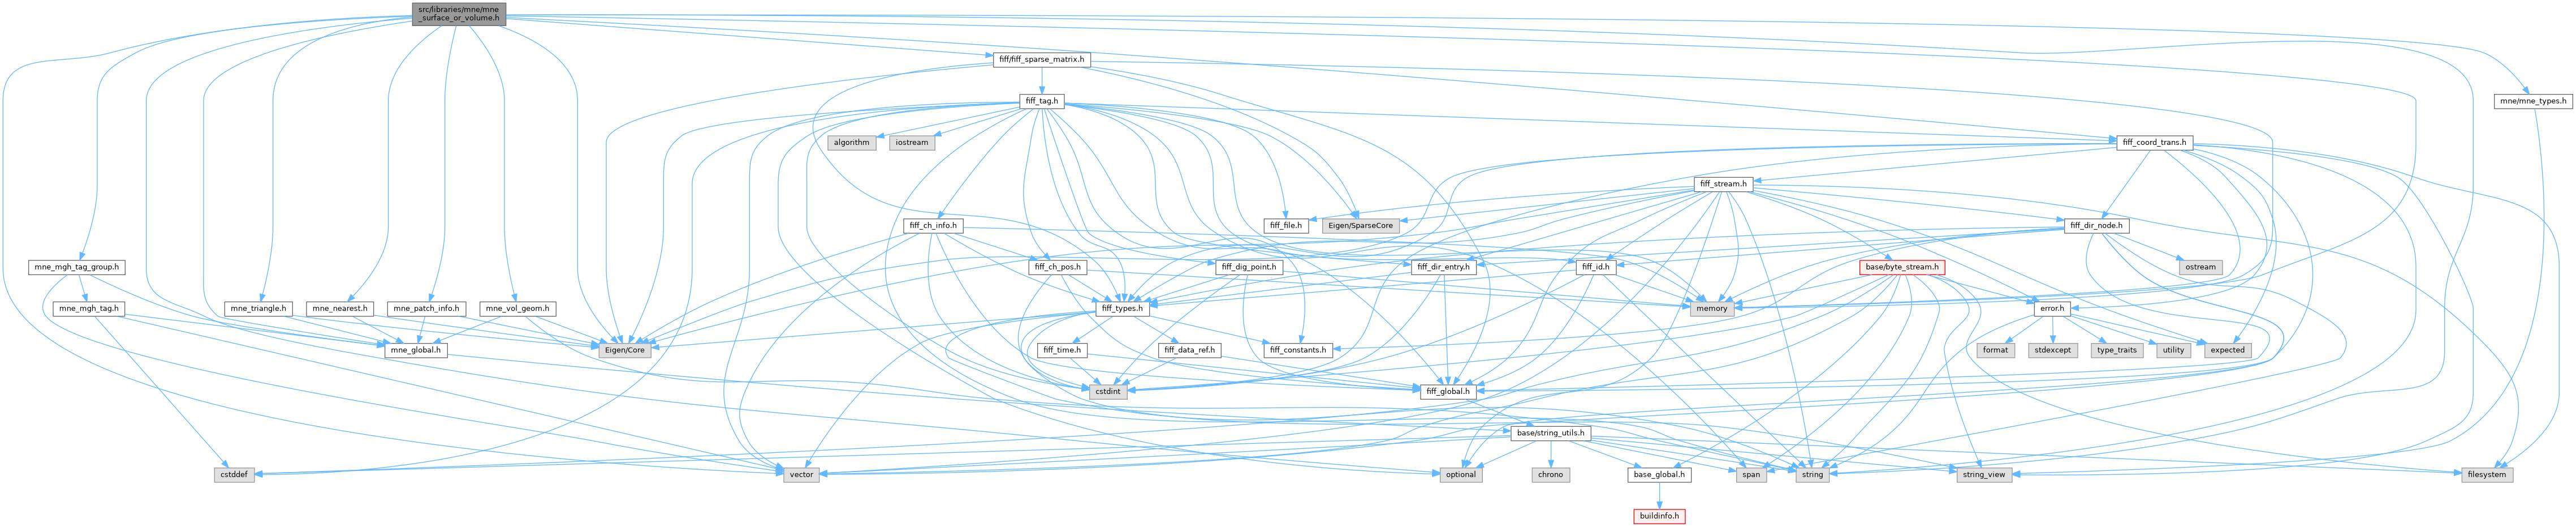 src/libraries/mne/mne
_surface_or_volume.h
fiff/fiff_sparse_matrix.h
fiff_tag.h
mne/mne_types.h
algorithm
iostream
fiff_coord_trans.h
fiff_stream.h
fiff_ch_info.h
fiff_file.h
Eigen/SparseCore
fiff_dir_node.h
mne_mgh_tag_group.h
fiff_ch_pos.h
fiff_dig_point.h
fiff_dir_entry.h
fiff_id.h
base/byte_stream.h
ostream
mne_mgh_tag.h
mne_triangle.h
mne_nearest.h
mne_patch_info.h
mne_vol_geom.h
fiff_types.h
memory
error.h
mne_global.h
Eigen/Core
fiff_time.h
fiff_data_ref.h
fiff_constants.h
format
stdexcept
type_traits
utility
expected
cstdint
fiff_global.h
base/string_utils.h
cstddef
vector
optional
chrono
base_global.h
span
string
string_view
filesystem
buildinfo.h